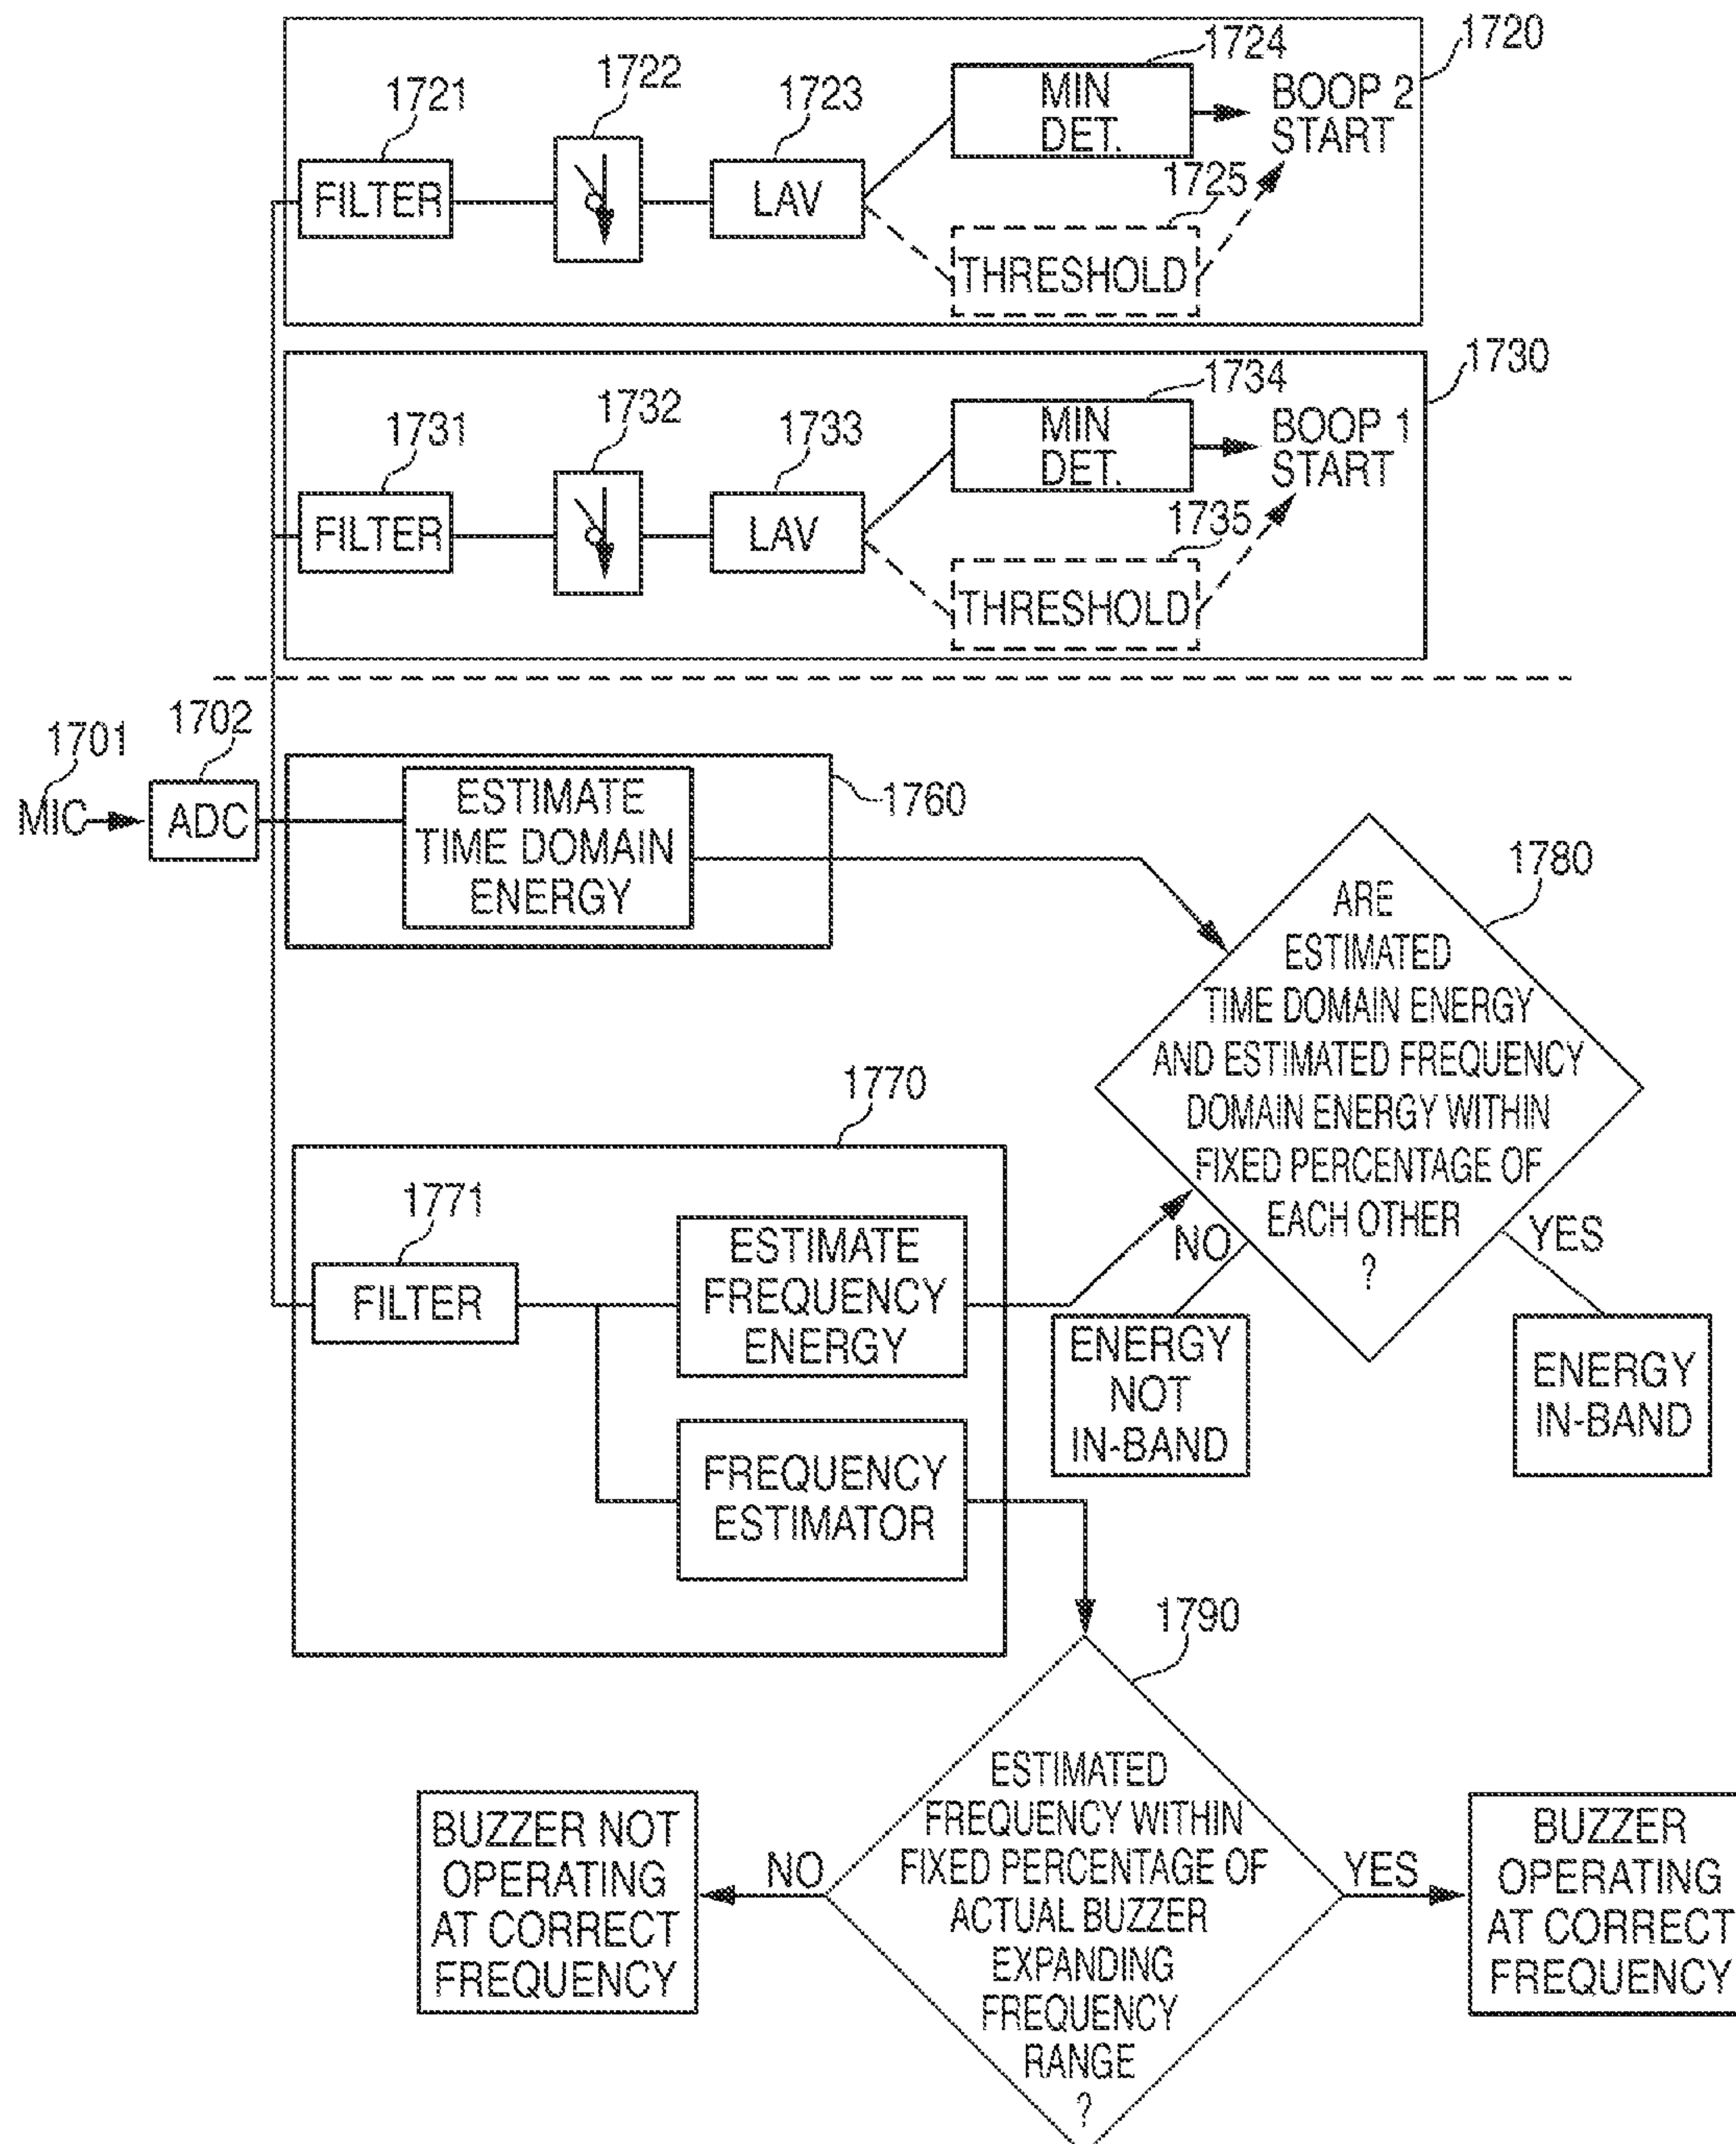 1720
1724
1722
1721
1723
MIN
DET.
BOOP 2
START
FILTER
LAV
1725
THRESHOLD
1730
1734
1732
1731
1733
MIN
DET.
BOOP 1
START
FILTER
LAV
1735
THRESHOLD
1701
1702
MIC
ADC
ESTIMATE
TIME DOMAIN
ENERGY
1760
1780
ARE
ESTIMATED
TIME DOMAIN ENERGY
AND ESTIMATED FREQUENCY
DOMAIN ENERGY WITHIN
FIXED PERCENTAGE OF
EACH OTHER
?
NO
YES
1770
1771
FILTER
ESTIMATE
FREQUENCY
ENERGY
ENERGY
NOT
IN-BAND
ENERGY
IN-BAND
FREQUENCY
ESTIMATOR
1790
ESTIMATED
FREQUENCY WITHIN
FIXED PERCENTAGE OF
ACTUAL BUZZER
EXPANDING
FREQUENCY
RANGE
?
NO
YES
BUZZER NOT
OPERATING
AT CORRECT
FREQUENCY
BUZZER
OPERATING
AT CORRECT
FREQUENCY